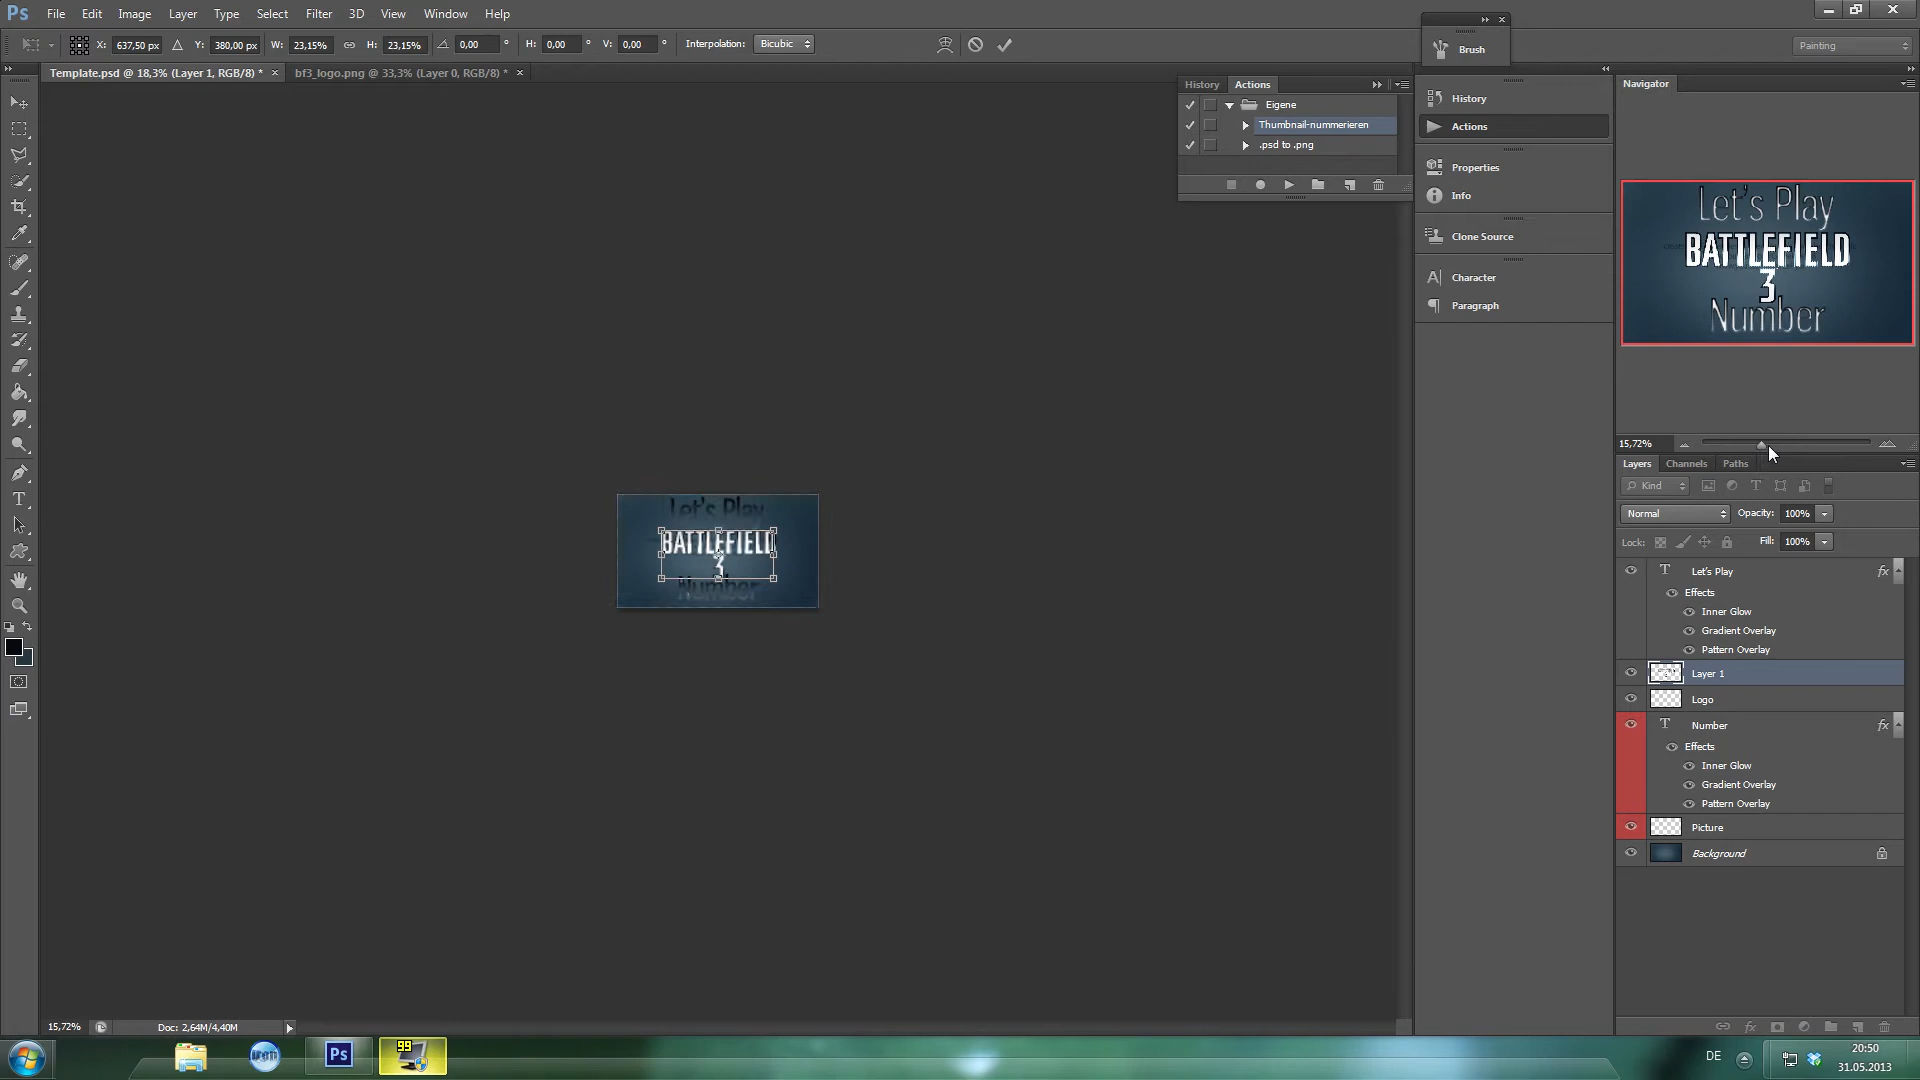 Ps File Edit Image Layer Type Select Filter 3D View Window Help
X: 637,50 px Y: 380,00 px W: 23,15% H: 23,15% 0,00 ° H: 0,00 ° V: 0,00 ° Interpolation: Bicubic
Brush
Painting
Template.psd @ 18,3% (Layer 1, RGB/8) * × bf3_logo.png @ 33,3% (Layer 0, RGB/8) * ×
History Actions
Eigene
Thumbnail-nummerieren
.psd to .png
History
Actions
Properties
Info
Clone Source
Character
Paragraph
Navigator
Let's Play
BATTLEFIELD
3
Number
15,72%
Let's Play
BATTLEFIELD
3
Number
Layers Channels Paths
Kind
Normal Opacity: 100%
Lock: Fill: 100%
T Let's Play fx
Effects
Inner Glow
Gradient Overlay
Pattern Overlay
Layer 1
Logo
T Number fx
Effects
Inner Glow
Gradient Overlay
Pattern Overlay
Picture
Background
15,72% Doc: 2,64M/4,40M
Ps
99
DE
20:50
31.05.2013